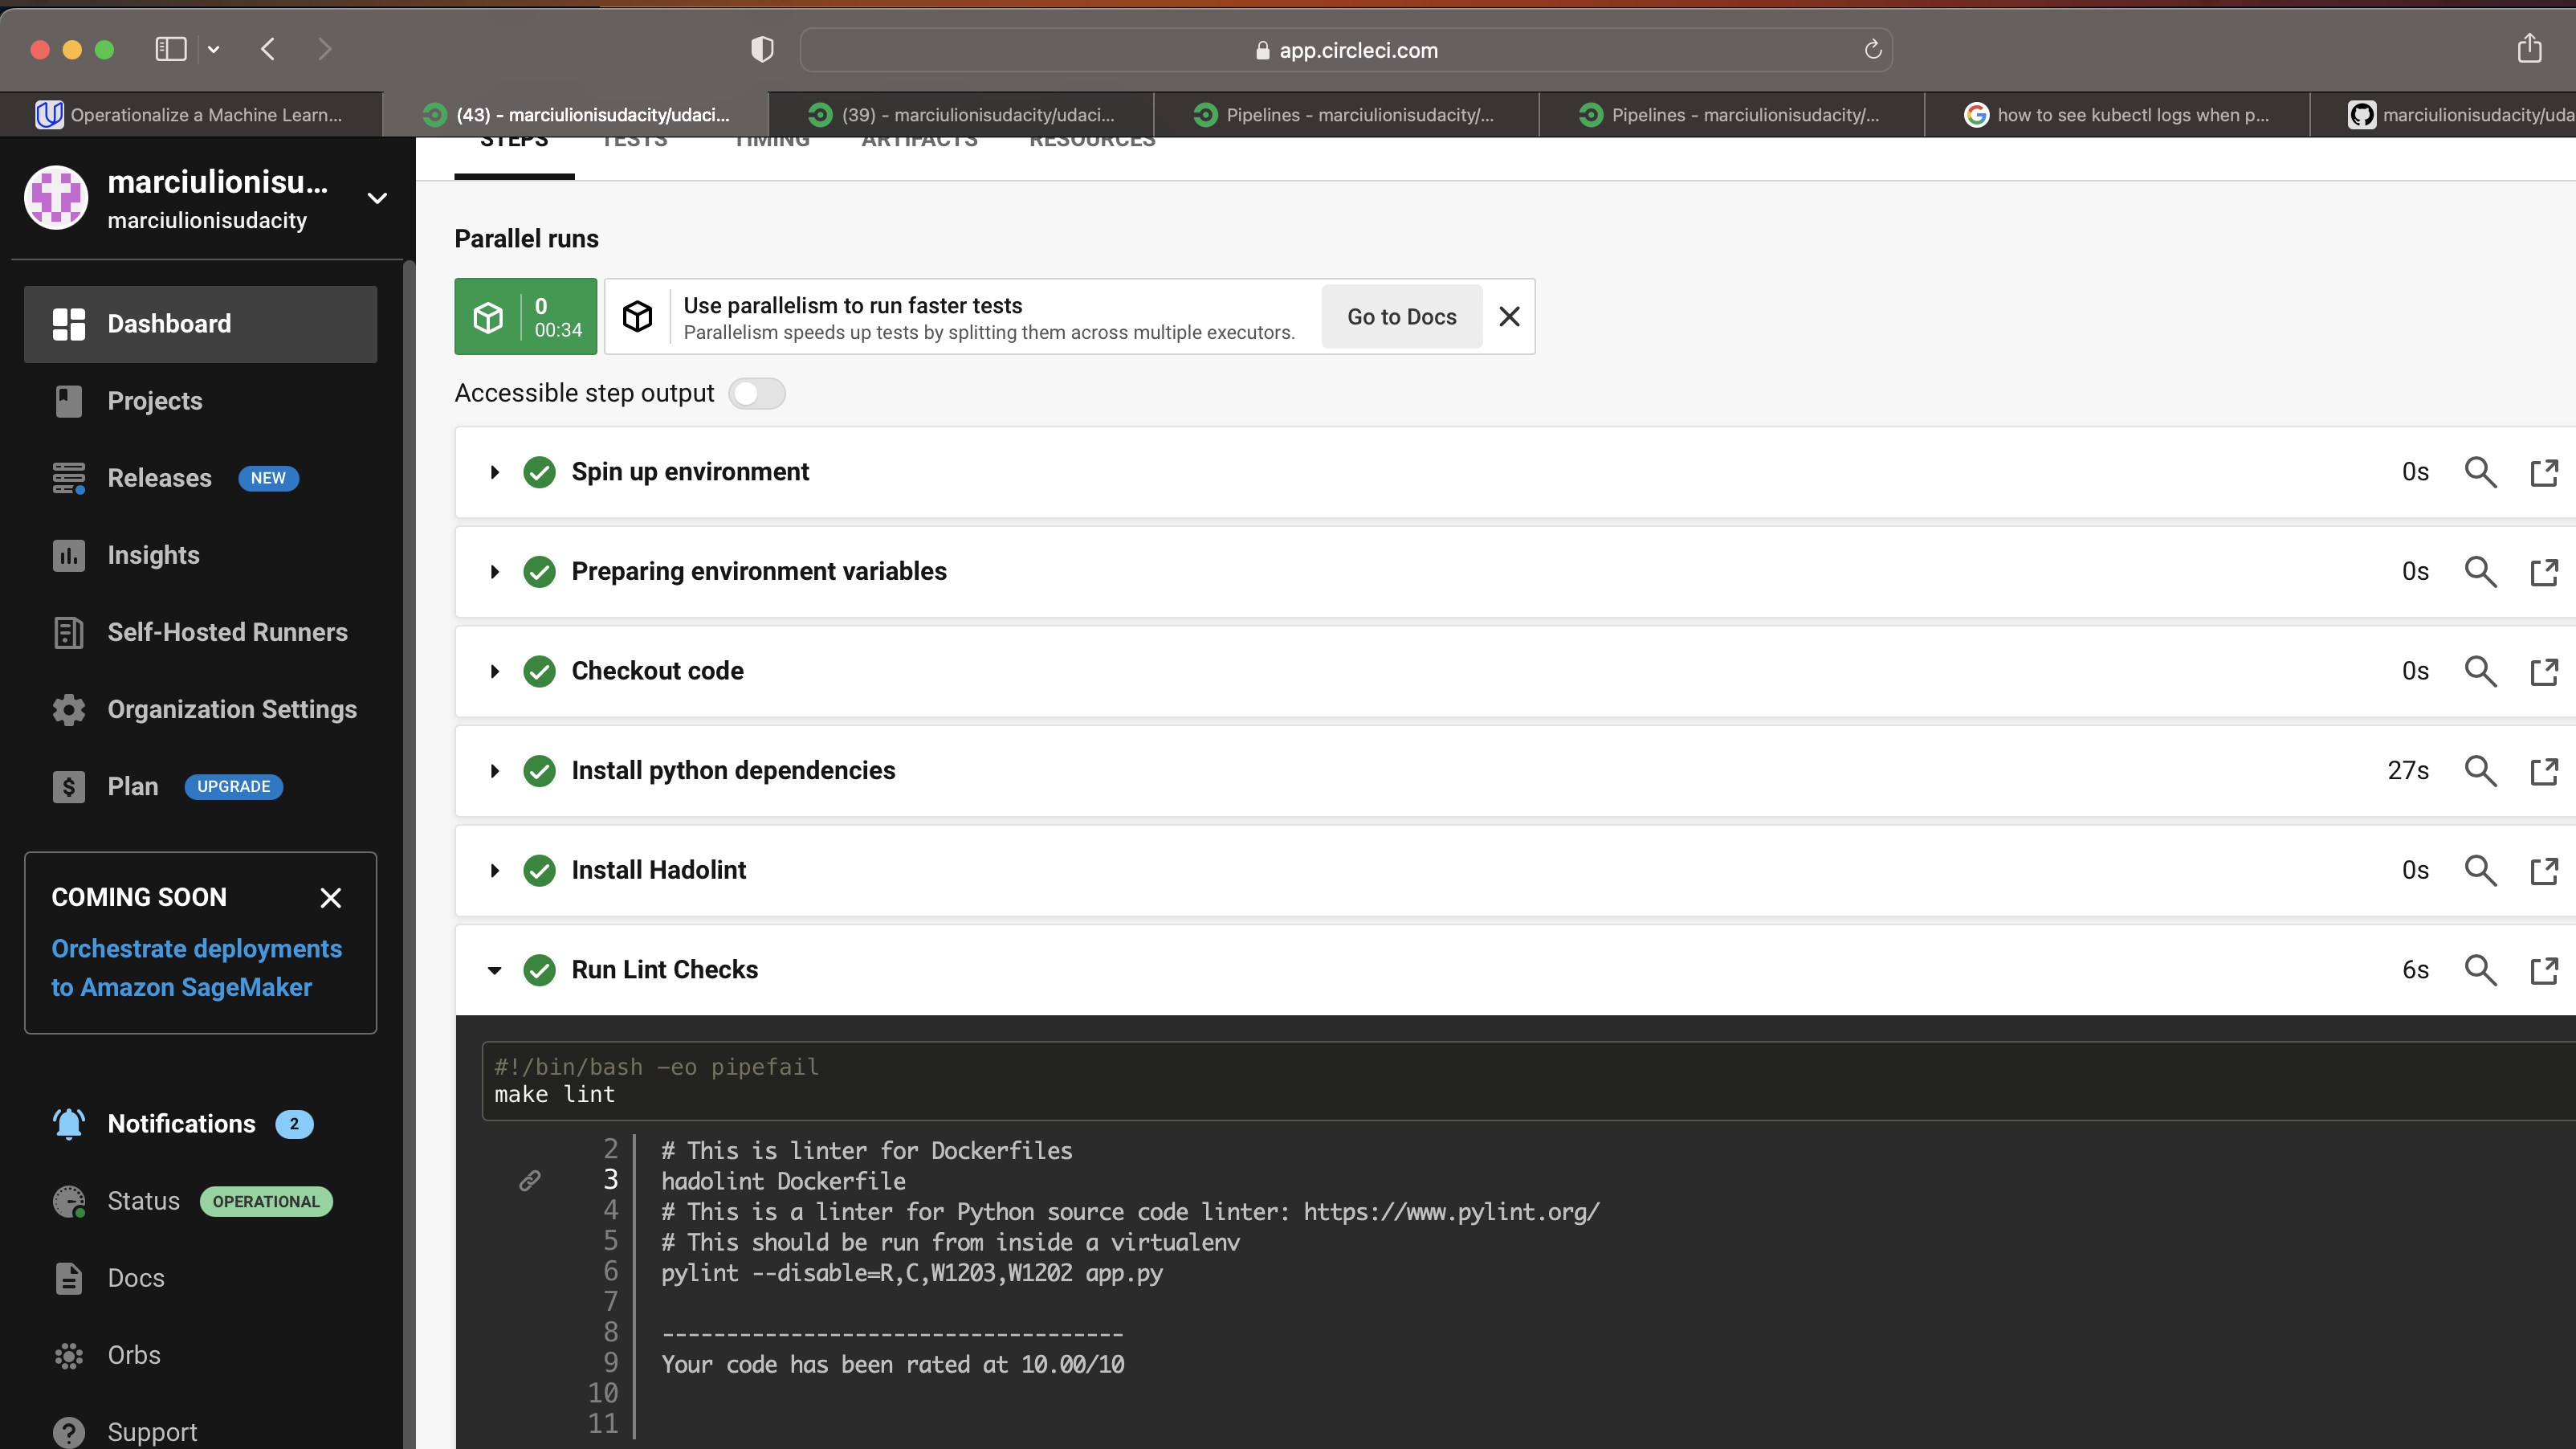 app.circleci.com
Operationalize a Machine Learn...
(43) - marciulionisudacity/udaci...
(39) - marciulionisudacity/udaci...
Pipelines - marciulionisudacity/...
Pipelines - marciulionisudacity/...
how to see kubectl logs when p...
marciulionisudacity/uda
marciulionisu...
marciulionisudacity
Dashboard
Projects
Releases NEW
Insights
Self-Hosted Runners
Organization Settings
Plan UPGRADE
COMING SOON
Orchestrate deployments
to Amazon SageMaker
Notifications 2
Status OPERATIONAL
Docs
Orbs
Support
STEPS TESTS TIMING ARTIFACTS RESOURCES
Parallel runs
0
00:34
Use parallelism to run faster tests
Parallelism speeds up tests by splitting them across multiple executors.
Go to Docs
Accessible step output
Spin up environment 0s
Preparing environment variables 0s
Checkout code 0s
Install python dependencies 27s
Install Hadolint 0s
Run Lint Checks 6s
#!/bin/bash -eo pipefail
make lint
2 # This is linter for Dockerfiles
3 hadolint Dockerfile
4 # This is a linter for Python source code linter: https://www.pylint.org/
5 # This should be run from inside a virtualenv
6 pylint --disable=R,C,W1203,W1202 app.py
7
8 ------------------------------------
9 Your code has been rated at 10.00/10
10
11